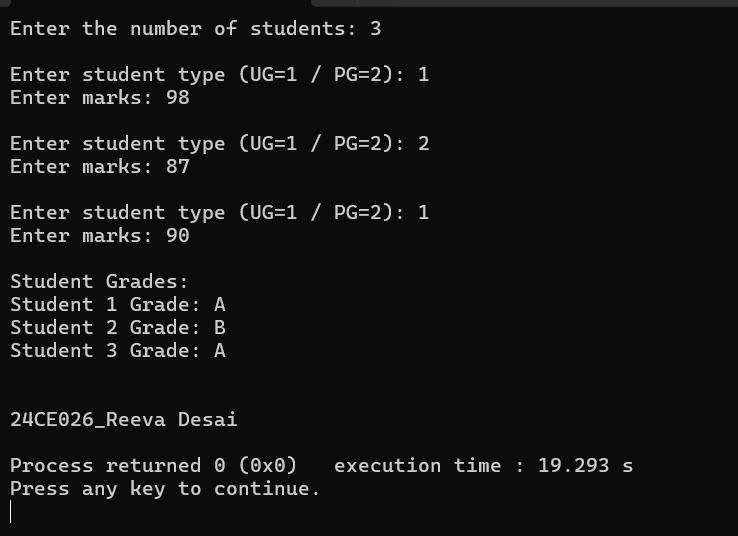 Enter the number of students: 3
Enter student type (UG=1 / PG=2): 1
Enter marks: 98
Enter student type (UG=1 / PG=2): 2
Enter marks: 87
Enter student type (UG=1 / PG=2): 1
Enter marks: 90
Student Grades:
Student 1 Grade: A
Student 2 Grade: B
Student 3 Grade: A
24CE026_Reeva Desai
Process returned 0 (0x0)   execution time : 19.293 s
Press any key to continue.